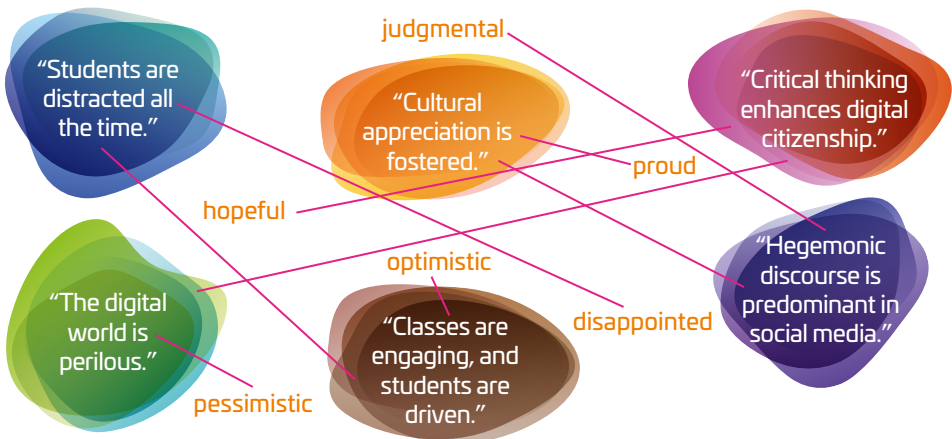 judgmental
“Students are
distracted all
the time.”
“Cultural
appreciation is
fostered.”
“Critical thinking
enhances digital
citizenship.”
proud
hopeful
“The digital
world is
perilous.”
optimistic
“Classes are
engaging, and
students are
driven.”
disappointed
“Hegemonic
discourse is
predominant in
social media.”
pessimistic